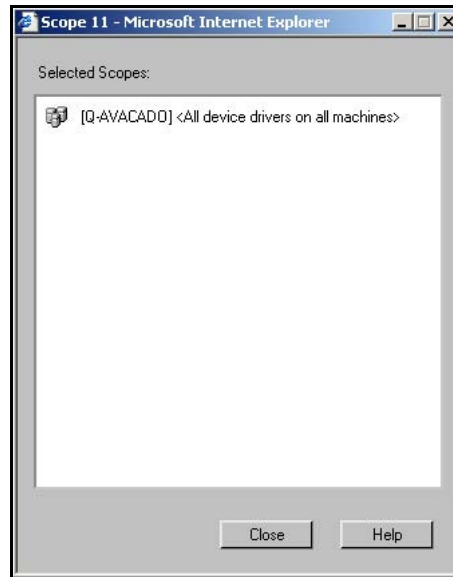 Scope 11 - Microsoft Internet Explorer
Selected Scopes:
[Q-AVACADO] <All device drivers on all machines>
Close Help